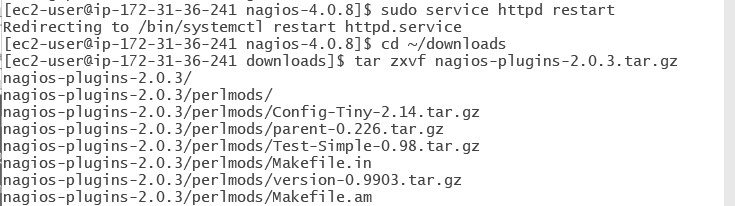 [ec2-user@ip-172-31-36-241 nagios-4.0.8]$ sudo service httpd restart
Redirecting to /bin/systemctl restart httpd.service
[ec2-user@ip-172-31-36-241 nagios-4.0.8]$ cd ~/downloads
[ec2-user@ip-172-31-36-241 downloads]$ tar zxvf nagios-plugins-2.0.3.tar.gz
nagios-plugins-2.0.3/
nagios-plugins-2.0.3/perlmods/
nagios-plugins-2.0.3/perlmods/Config-Tiny-2.14.tar.gz
nagios-plugins-2.0.3/perlmods/parent-0.226.tar.gz
nagios-plugins-2.0.3/perlmods/Test-Simple-0.98.tar.gz
nagios-plugins-2.0.3/perlmods/Makefile.in
nagios-plugins-2.0.3/perlmods/version-0.9903.tar.gz
nagios-plugins-2.0.3/perlmods/Makefile.am